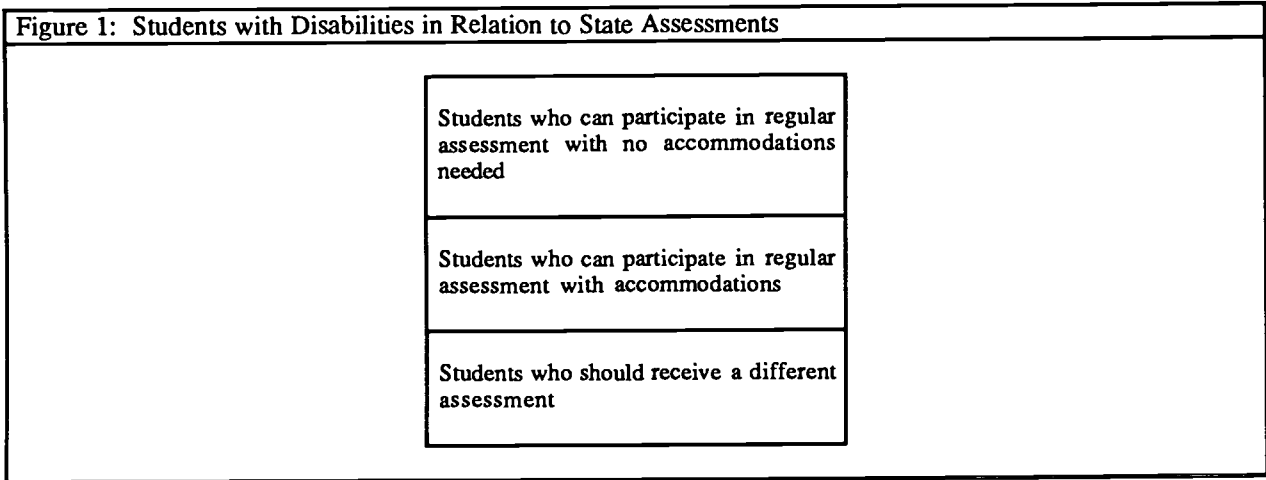 Figure 1: Students with Disabilities in Relation to State Assessments
Students who can participate in regular
assessment with no accommodations
needed
Students who can participate in regular
assessment with accommodations
Students who should receive a different
assessment